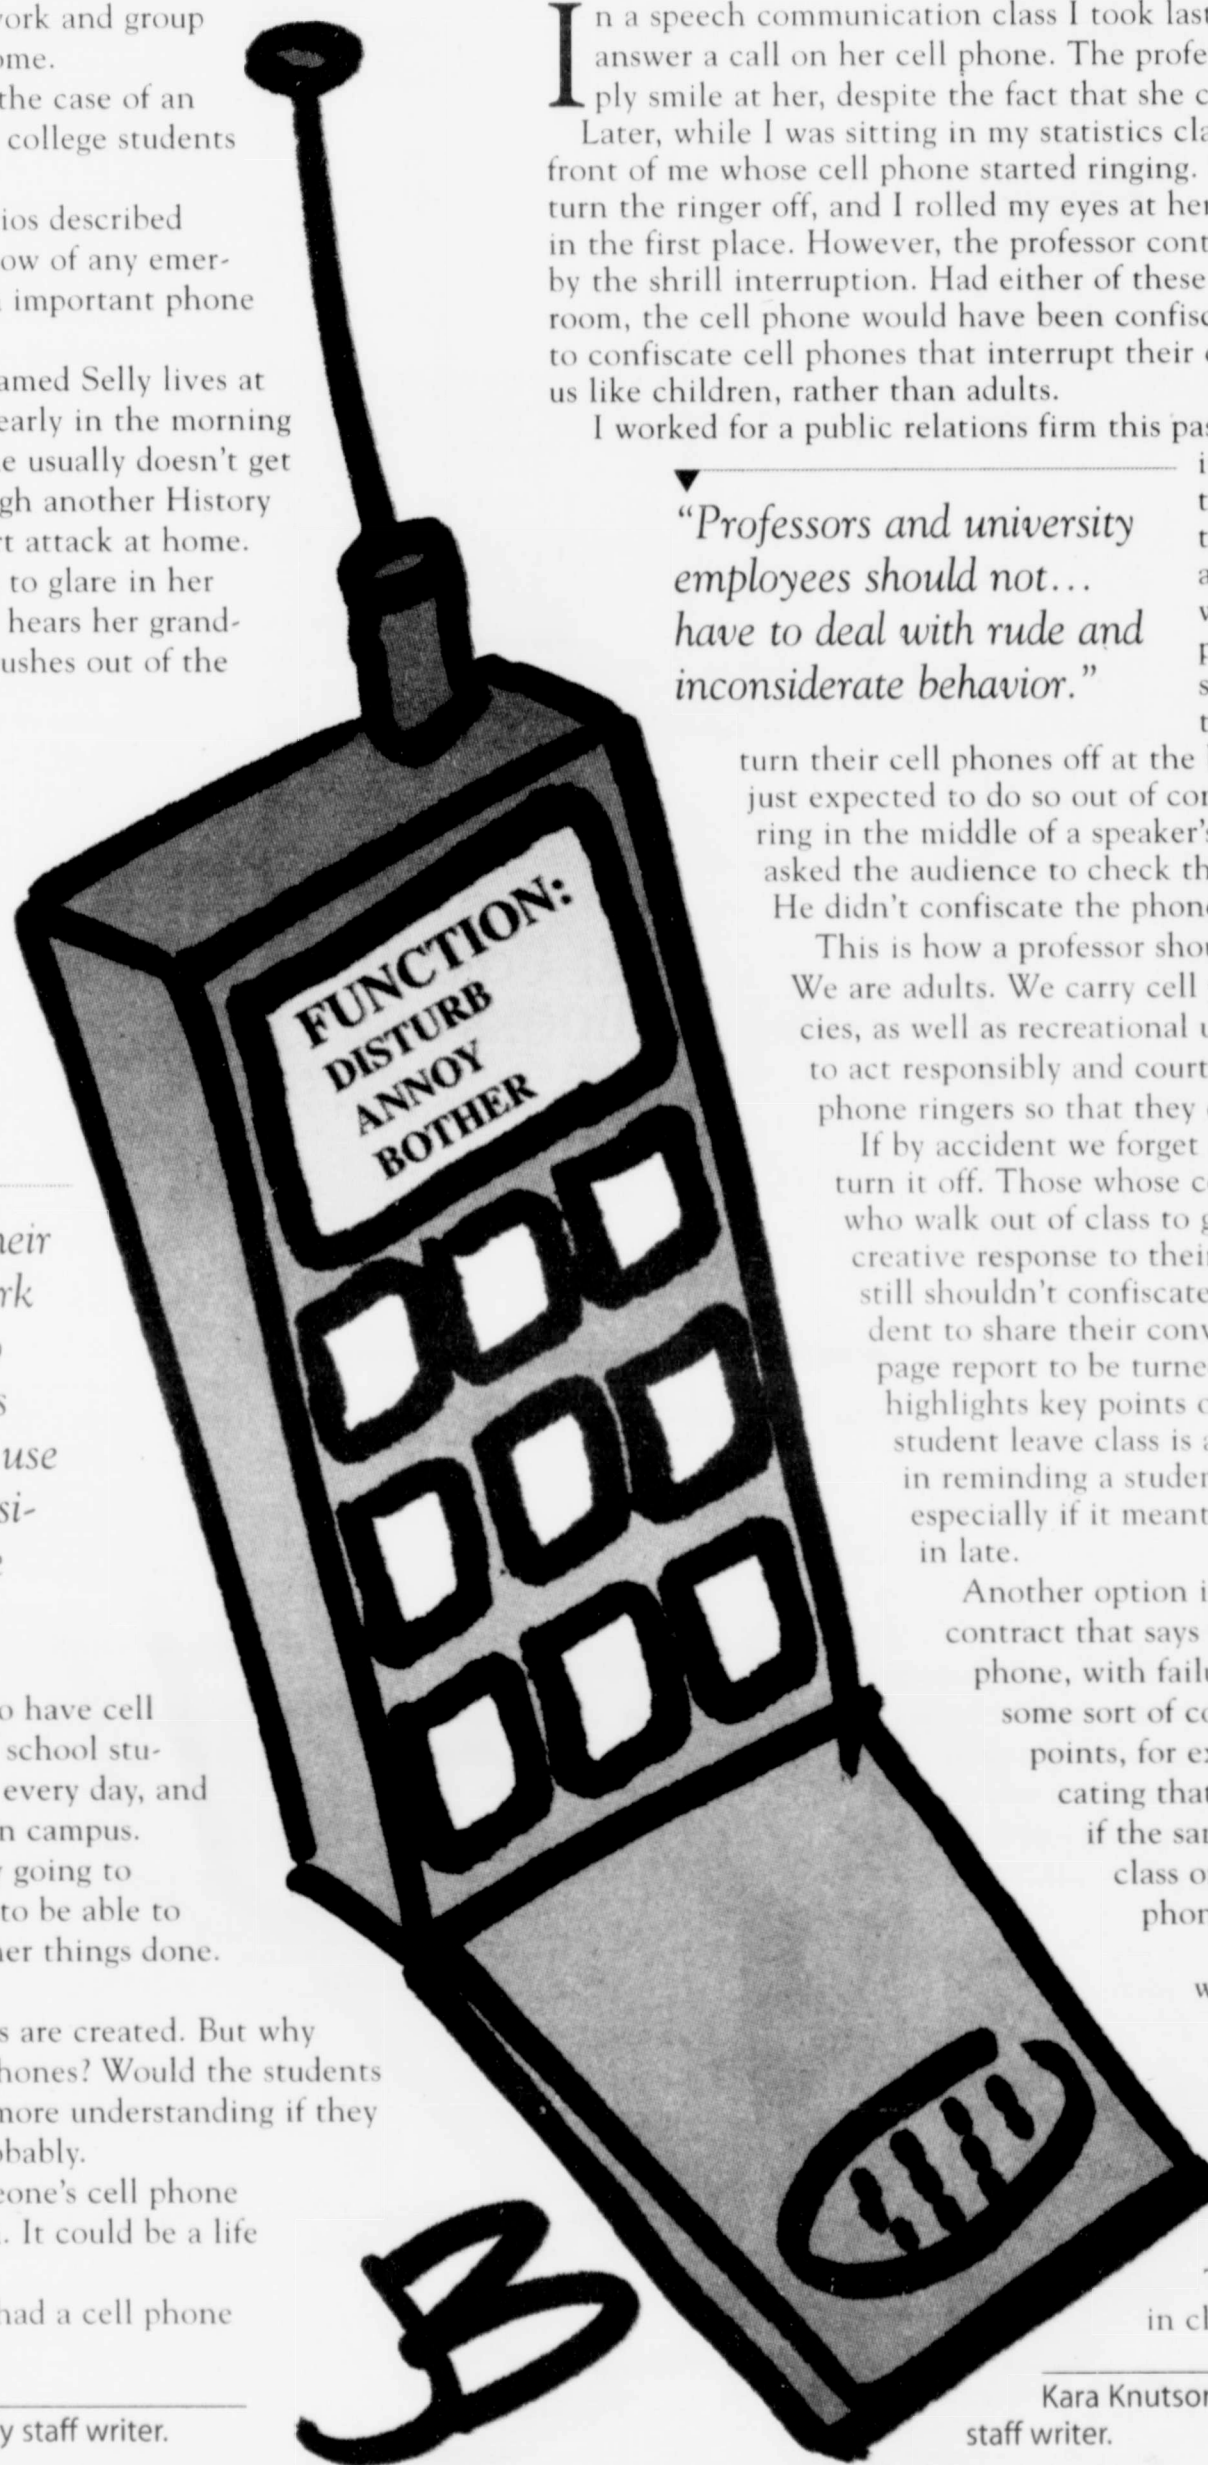 ork and group
ome.
the case of an
college students
ios described
ow of any emer-
important phone
amed Selly lives at
early in the morning
e usually doesn't get
gh another History
rt attack at home.
to glare in her
hears her grand-
ushes out of the
heir
rk
s
use
si-
o have cell
school stu-
every day, and
n campus.
going to
to be able to
her things done.
s are created. But why
hones? Would the students
more understanding if they
obably.
eone's cell phone
. It could be a life
had a cell phone
y staff writer.
FUNCTION:
DISTURB
ANNOY
BOTHER
JB
In a speech communication class I took last
answer a call on her cell phone. The profe
ply smile at her, despite the fact that she c
Later, while I was sitting in my statistics cla
front of me whose cell phone started ringing.
turn the ringer off, and I rolled my eyes at her
in the first place. However, the professor cont
by the shrill interruption. Had either of these
room, the cell phone would have been confisc
to confiscate cell phones that interrupt their
us like children, rather than adults.
I worked for a public relations firm this pas
i
t
t
a
v
p
s
t
"Professors and university
employees should not...
have to deal with rude and
inconsiderate behavior."
turn their cell phones off at the
just expected to do so out of cor
ring in the middle of a speaker's
asked the audience to check th
He didn't confiscate the phone
This is how a professor shou
We are adults. We carry cell
cies, as well as recreational u
to act responsibly and court
phone ringers so that they
If by accident we forget
turn it off. Those whose ce
who walk out of class to g
creative response to their
still shouldn't confiscate
dent to share their conv
page report to be turne
highlights key points o
student leave class is a
in reminding a studen
especially if it meant
in late.
Another option i
contract that says
phone, with failu
some sort of co
points, for ex
cating that
if the sam
class o
phon
w
in cl
Kara Knutson
staff writer.